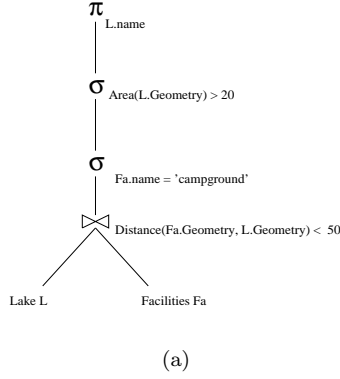 π
L.name
σ Area(L.Geometry) > 20
σ
Fa.name = 'campground'
Distance(Fa.Geometry, L.Geometry) < 50
Lake L Facilities Fa
(a)